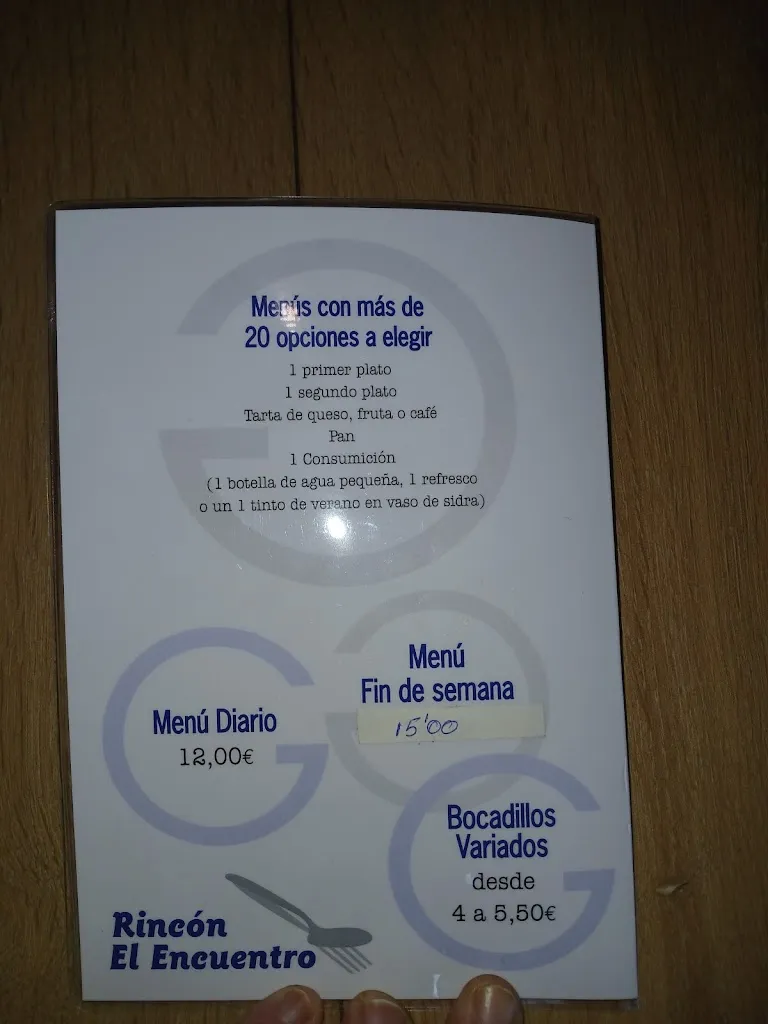 Menús con más de
20 opciones a elegir
1 primer plato
1 segundo plato
Tarta de queso, fruta o café
Pan
1 Consumición
(1 botella de agua pequeña, 1 refresco
o un 1 tinto de verano en vaso de sidra)
Menú
Fin de semana
15'00
Menú Diario
12,00€
Bocadillos
Variados
desde
4 a 5,50€
Rincón
El Encuentro